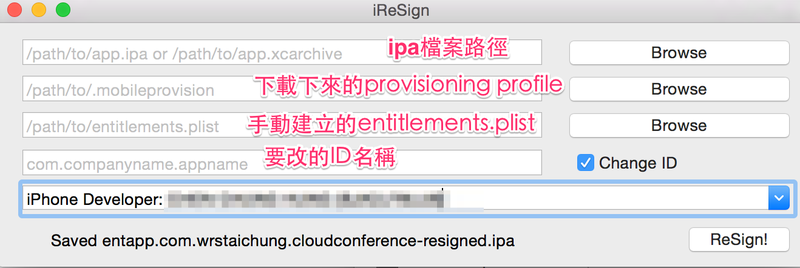 iReSign
/path/to/app.ipa or /path/to/app.xcarchive ipa檔案路徑 Browse
/path/to/.mobileprovision 下載下來的provisioning profile Browse
/path/to/entitlements.plist 手動建立的entitlements.plist Browse
com.companyname.appname 要改的ID名稱 Change ID
iPhone Developer:
Saved entapp.com.wrstaichung.cloudconference-resigned.ipa ReSign!